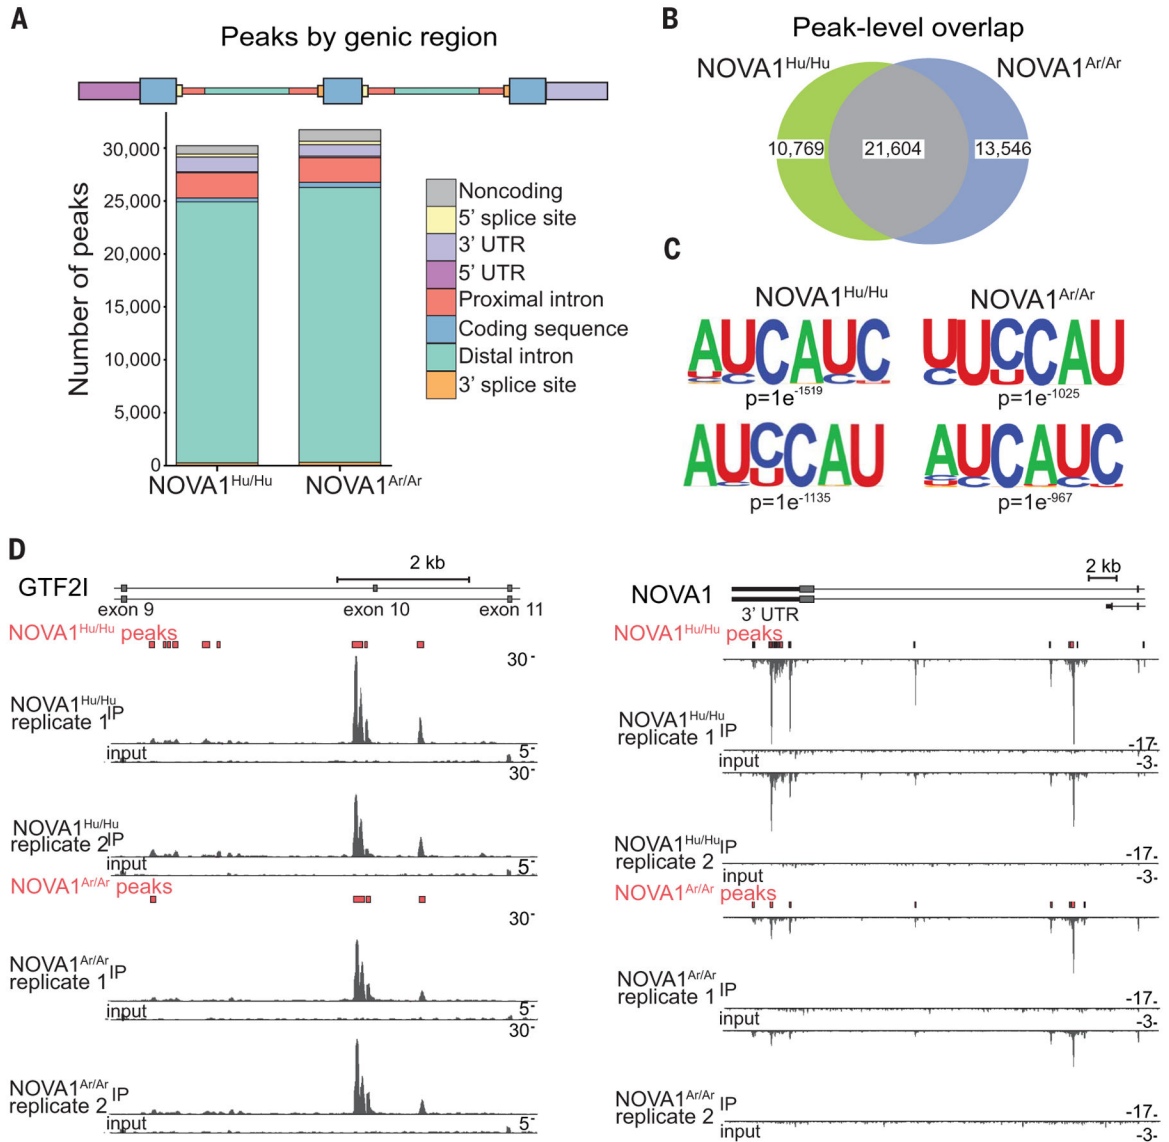 A
Peaks by genic region
Number of peaks
30,000
25,000
20,000
15,000
10,000
5,000
0
NOVA1Hu/Hu
NOVA1Ar/Ar
Noncoding
5’ splice site
3’ UTR
5’ UTR
Proximal intron
Coding sequence
Distal intron
3’ splice site
B
Peak-level overlap
NOVA1Hu/Hu
NOVA1Ar/Ar
10,769
21,604
13,546
C
NOVA1Hu/Hu
NOVA1Ar/Ar
AUCAUC
UUCCAU
p=1e-1519
p=1e-1025
AUCCAU
AUCAUC
p=1e-1135
p=1e-967
D
2 kb
GTF2I
exon 9
exon 10
exon 11
NOVA1Hu/Hu peaks
30
NOVA1Hu/Hu
replicate 1 IP
input
5
30
NOVA1Hu/Hu
replicate 2 IP
input
5
NOVA1Ar/Ar peaks
30
NOVA1Ar/Ar
replicate 1 IP
input
5
30
NOVA1Ar/Ar
replicate 2 IP
input
5
2 kb
NOVA1
3’ UTR
NOVA1Hu/Hu peaks
NOVA1Hu/Hu
replicate 1 IP
-17
input
-3
NOVA1Hu/Hu IP
replicate 2
-17
input
-3
NOVA1Ar/Ar peaks
NOVA1Ar/Ar
replicate 1 IP
-17
input
-3
NOVA1Ar/Ar IP
replicate 2
-17
input
-3